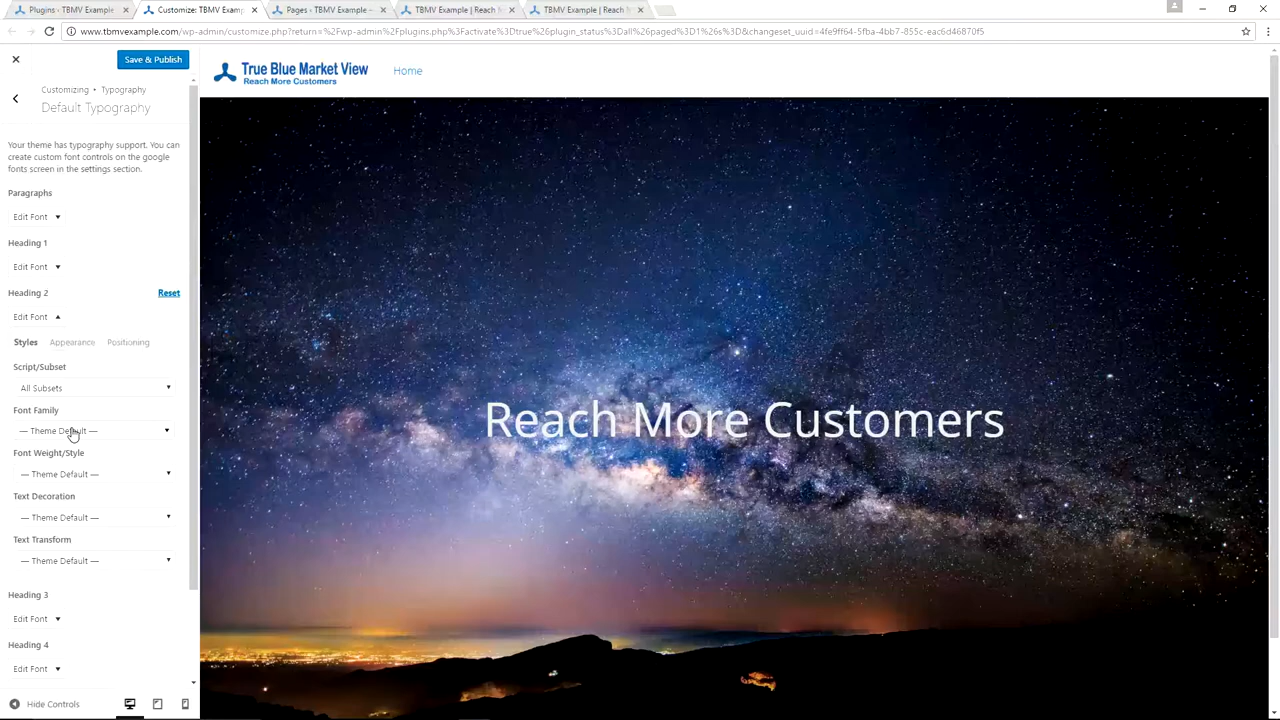 Plugins ‹ TBMV Example
Customize: TBMV Examp
Pages ‹ TBMV Example —
TBMV Example | Reach M
TBMV Example | Reach M
www.tbmvexample.com/wp-admin/customize.php?return=%2Fwp-admin%2Fplugins.php%3Factivate%3Dtrue%26plugin_status%3Dall%26paged%3D1%26s%3D&changeset_uuid=4fe9ff64-5fba-4bb7-855c-eac6d46870f5
Save & Publish
Customizing • Typography
Default Typography
Your theme has typography support. You can
create custom font controls on the google
fonts screen in the settings section.
Paragraphs
Edit Font
Heading 1
Edit Font
Heading 2 Reset
Edit Font
Styles Appearance Positioning
Script/Subset
All Subsets
Font Family
— Theme Default —
Font Weight/Style
— Theme Default —
Text Decoration
— Theme Default —
Text Transform
— Theme Default —
Heading 3
Edit Font
Heading 4
Edit Font
Hide Controls
True Blue Market View
Reach More Customers
Home
Reach More Customers